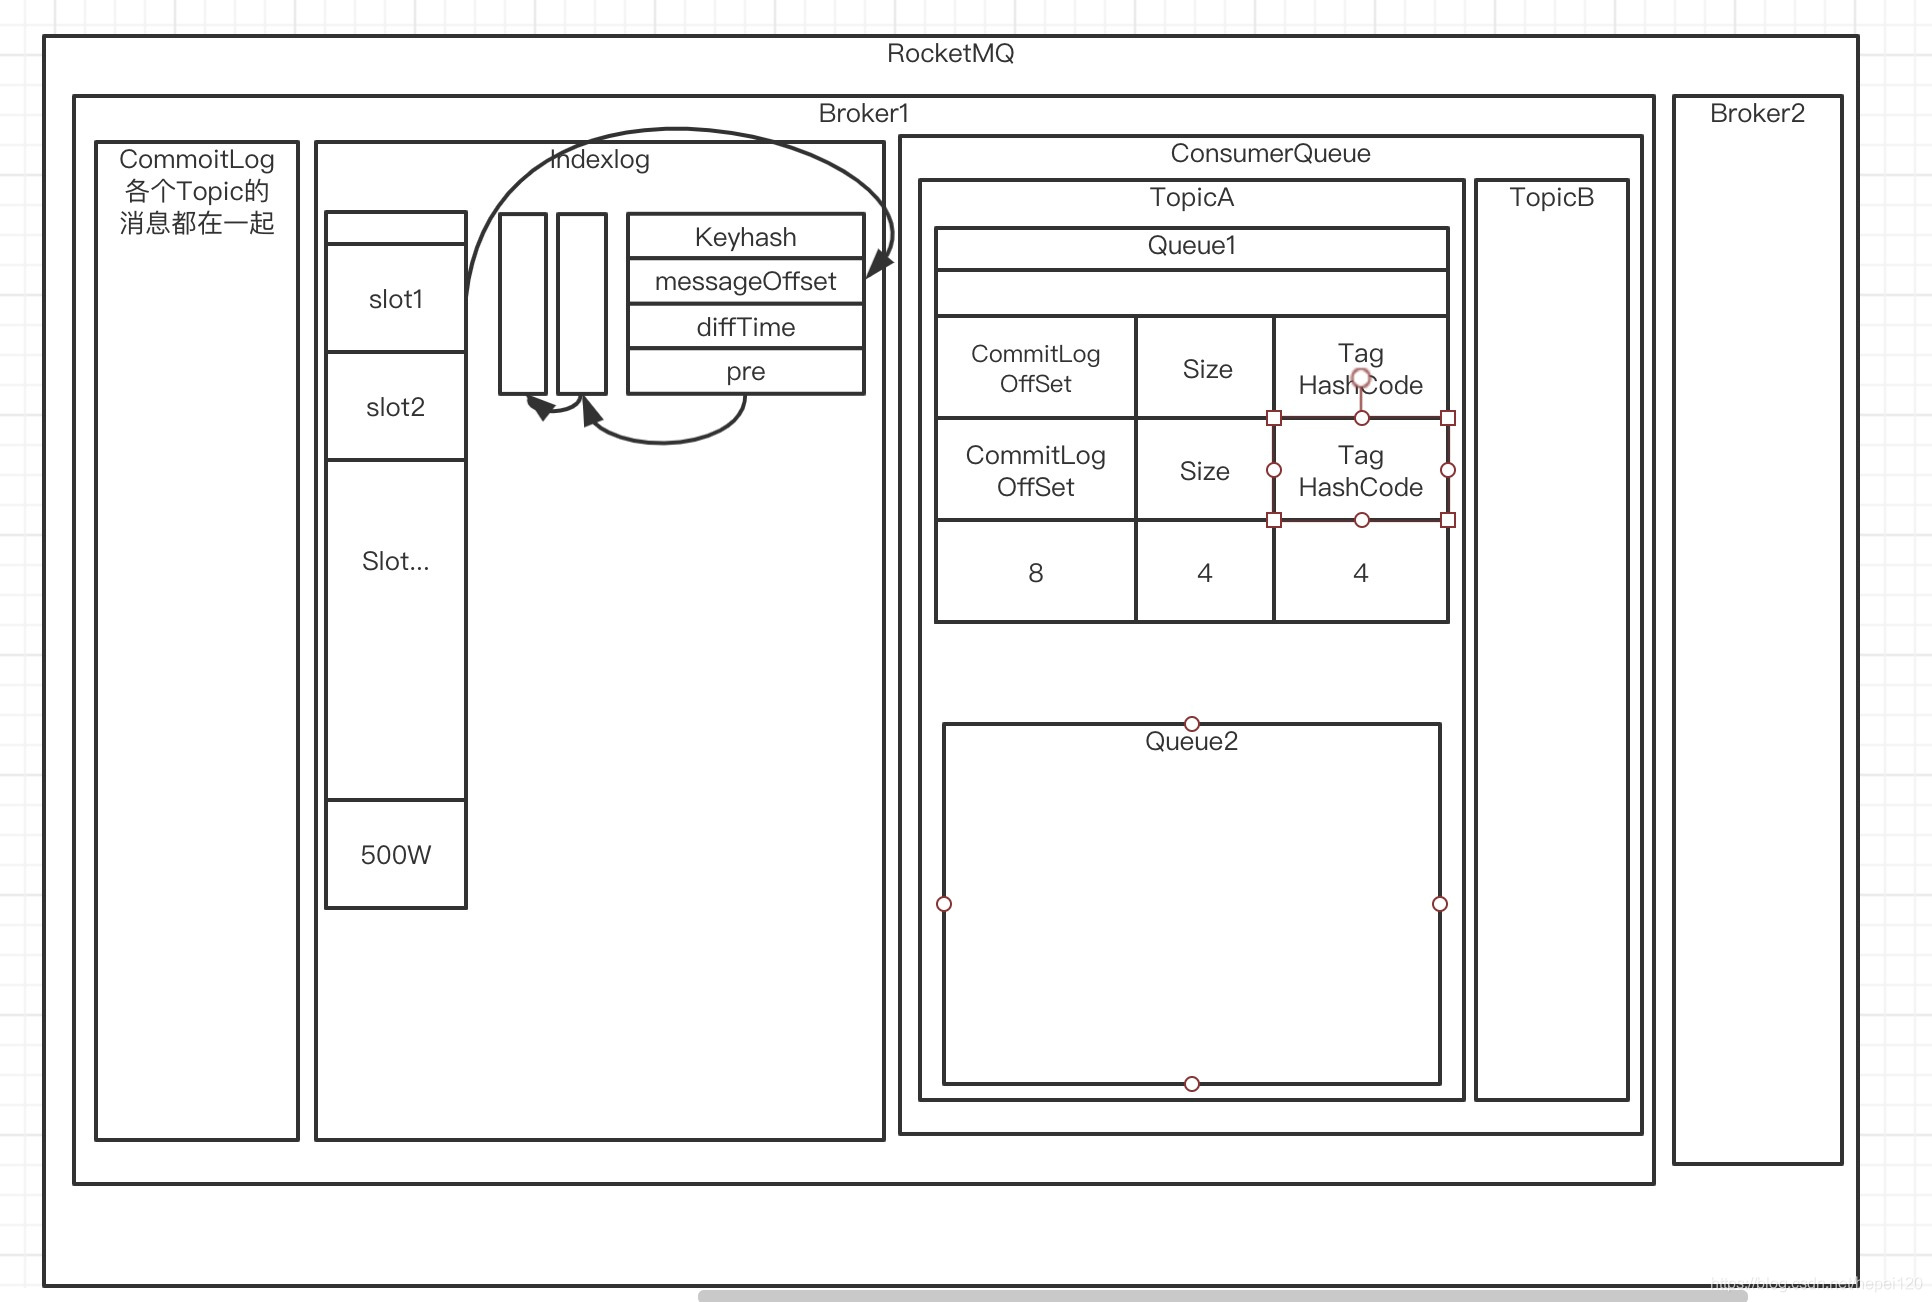 RocketMQ
Broker1
Broker2
CommoitLog
各个Topic的
消息都在一起
Indexlog
slot1
slot2
Slot...
500W
Keyhash
messageOffset
diffTime
pre
ConsumerQueue
TopicA
TopicB
Queue1
CommitLog
OffSet
Size
Tag
HashCode
CommitLog
OffSet
Size
Tag
HashCode
8
4
4
Queue2
https://blog.csdn.net/hepei120